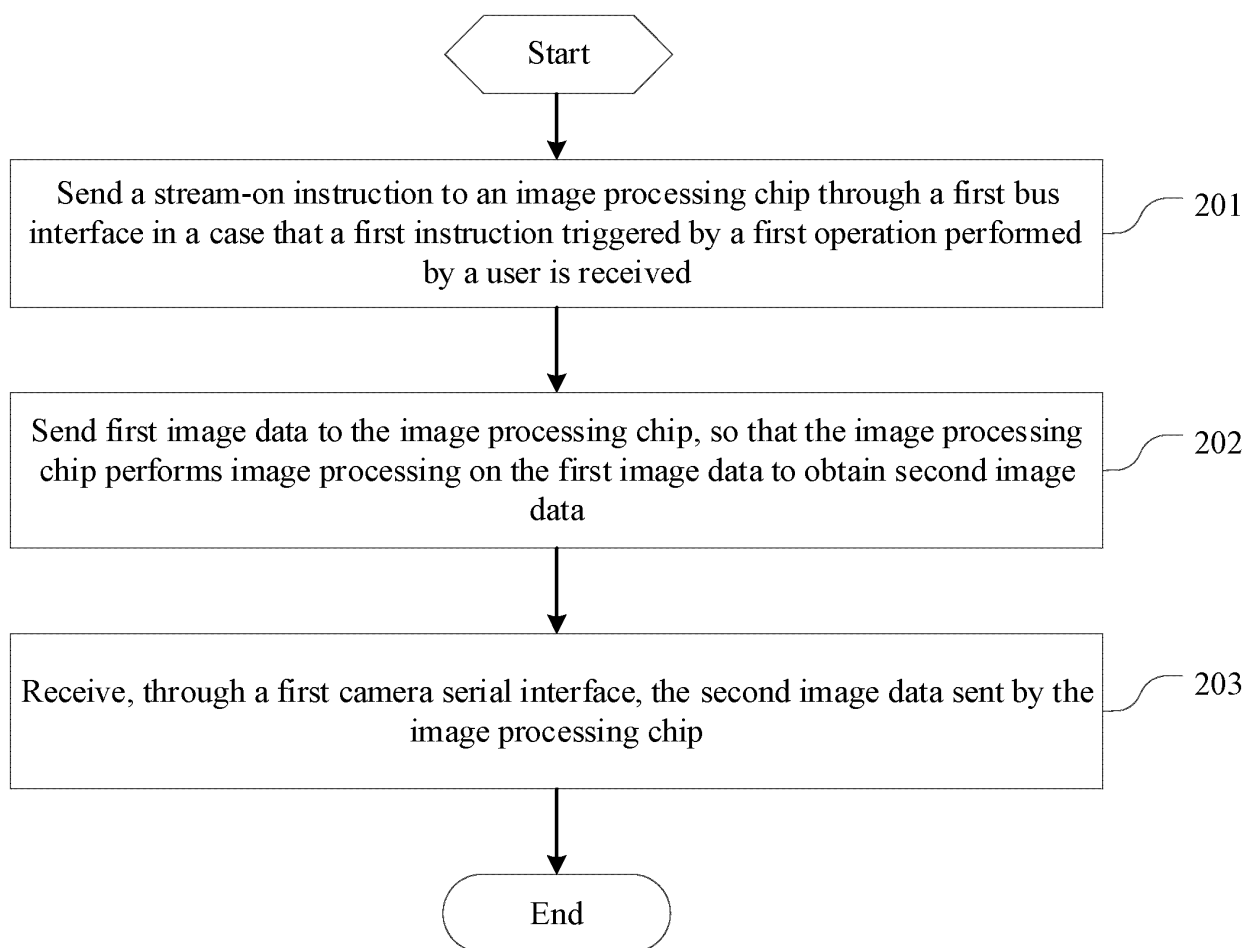 Start
Send a stream-on instruction to an image processing chip through a first bus
interface in a case that a first instruction triggered by a first operation performed
by a user is received
201
Send first image data to the image processing chip, so that the image processing
chip performs image processing on the first image data to obtain second image
data
202
Receive, through a first camera serial interface, the second image data sent by the
image processing chip
203
End